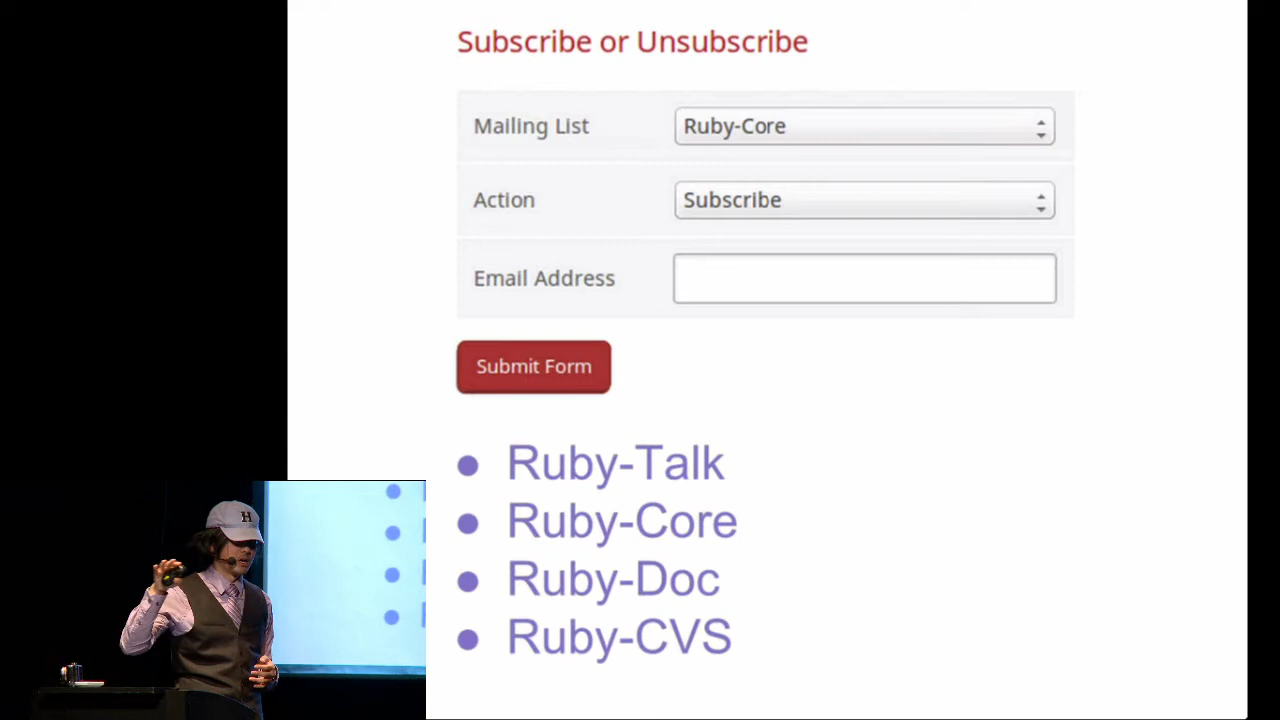 Subscribe or Unsubscribe
Mailing List
Ruby-Core
Action
Subscribe
Email Address
Submit Form
Ruby-Talk
Ruby-Core
Ruby-Doc
Ruby-CVS
H